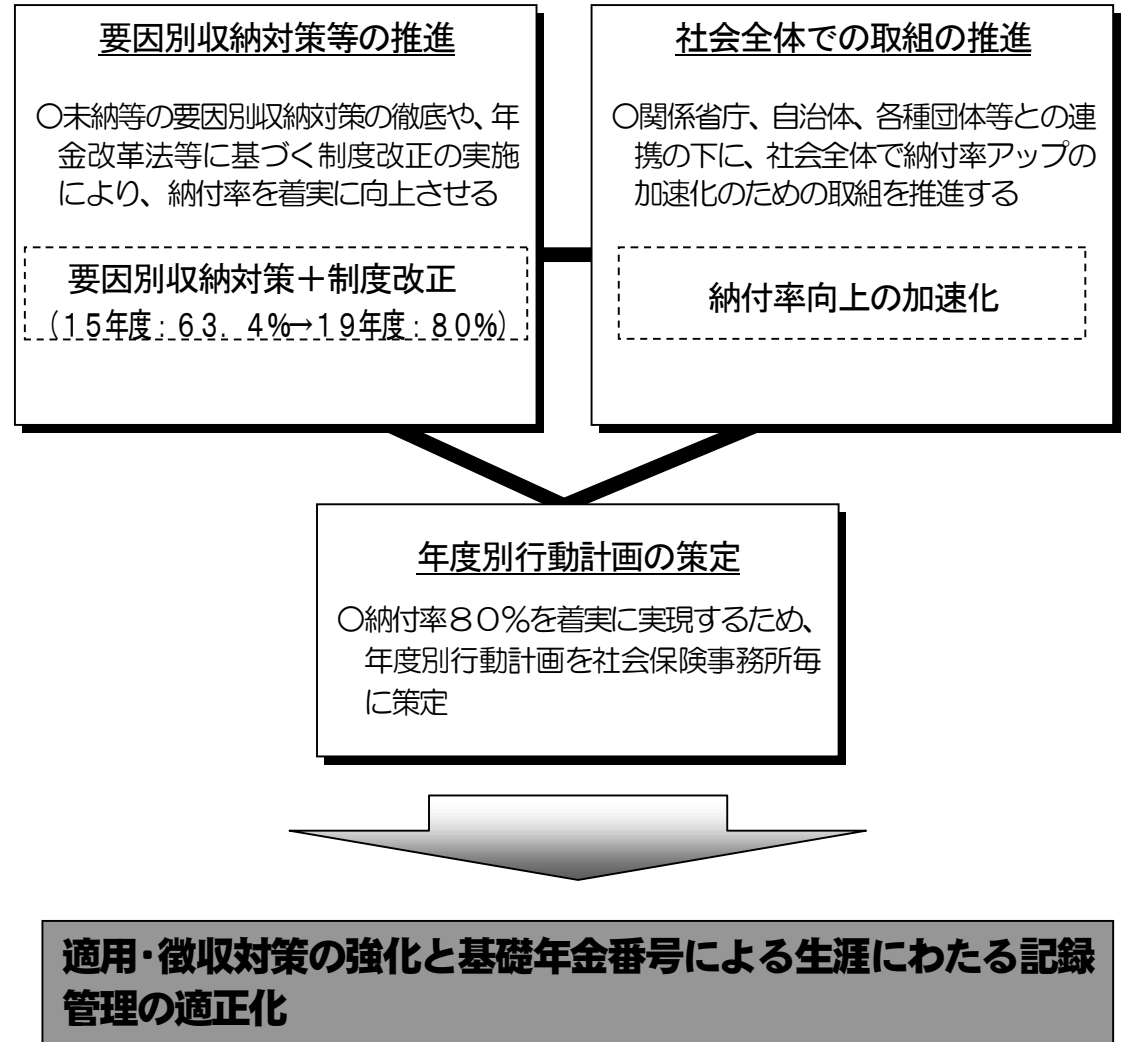 要因別収納対策等の推進
○未納等の要因別収納対策の徹底や、年
金改革法等に基づく制度改正の実施
により、納付率を着実に向上させる
要因別収納対策＋制度改正
（１５年度：６３．４％→１９年度：８０％）
社会全体での取組の推進
○関係省庁、自治体、各種団体等との連
携の下に、社会全体で納付率アップの
加速化のための取組を推進する
納付率向上の加速化
年度別行動計画の策定
○納付率８０％を着実に実現するため、
年度別行動計画を社会保険事務所毎
に策定
適用・徴収対策の強化と基礎年金番号による生涯にわたる記録
管理の適正化